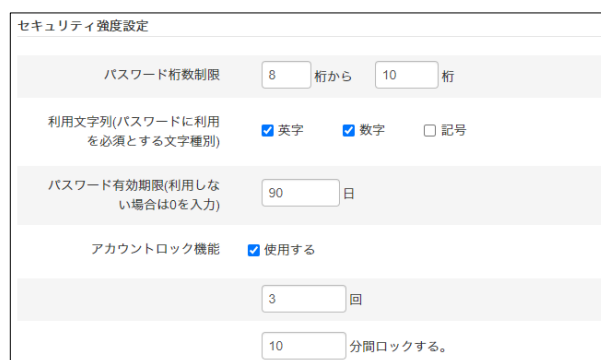 セキュリティ強度設定
パスワード桁数制限 8 桁から 10 桁
利用文字列(パスワードに利用
を必須とする文字種別) 英字 数字 記号
パスワード有効期限(利用しな
い場合は0を入力) 90 日
アカウントロック機能 使用する
3 回
10 分間ロックする。